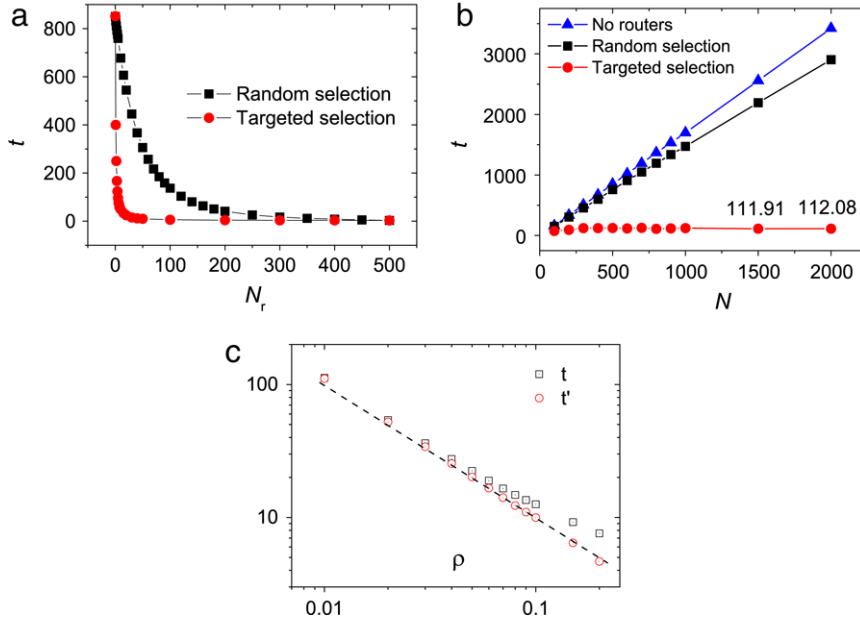 a
800
600
400
200
0
t
Random selection
Targeted selection
0 100 200 300 400 500
Nr
b
No routers
Random selection
Targeted selection
3000
2000
1000
0
t
111.91 112.08
0 500 1000 1500 2000
N
c
t
t'
100
10
ρ
0.01 0.1